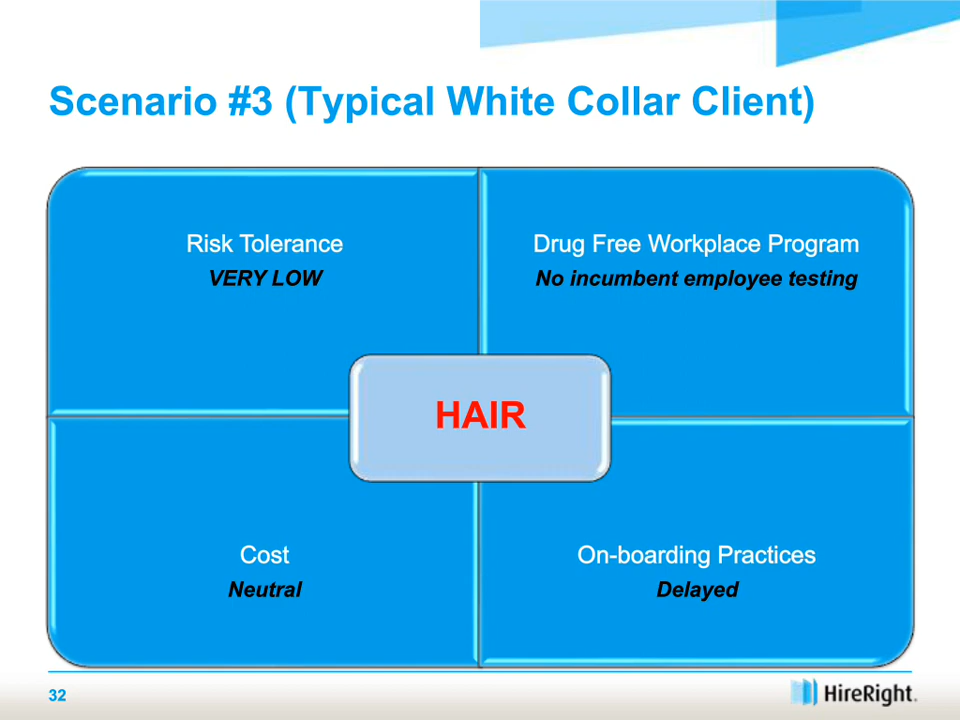 Scenario #3 (Typical White Collar Client)
Risk Tolerance
VERY LOW
Drug Free Workplace Program
No incumbent employee testing
HAIR
Cost
Neutral
On-boarding Practices
Delayed
32
HireRight.